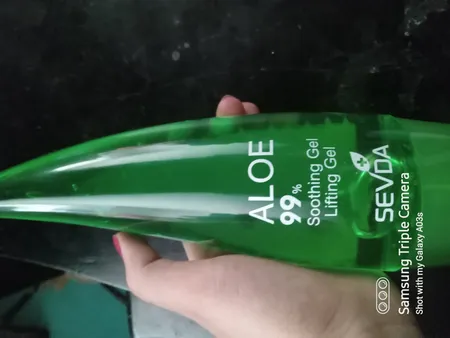 ALOE
99%
Soothing Gel
Lifting Gel
SEVDA
Samsung Triple Camera
Shot with my Galaxy A03s